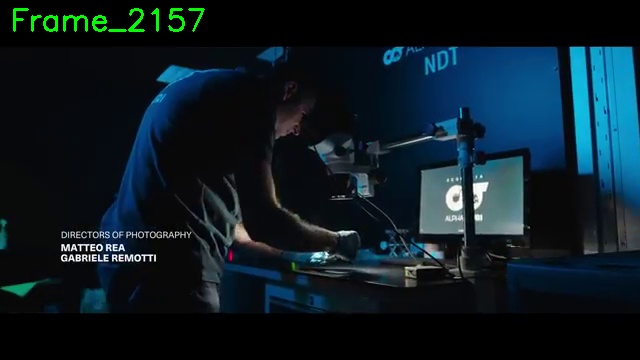 Frame_2157
NDT
DIRECTORS OF PHOTOGRAPHY
MATTEO REA
GABRIELE REMOTTI